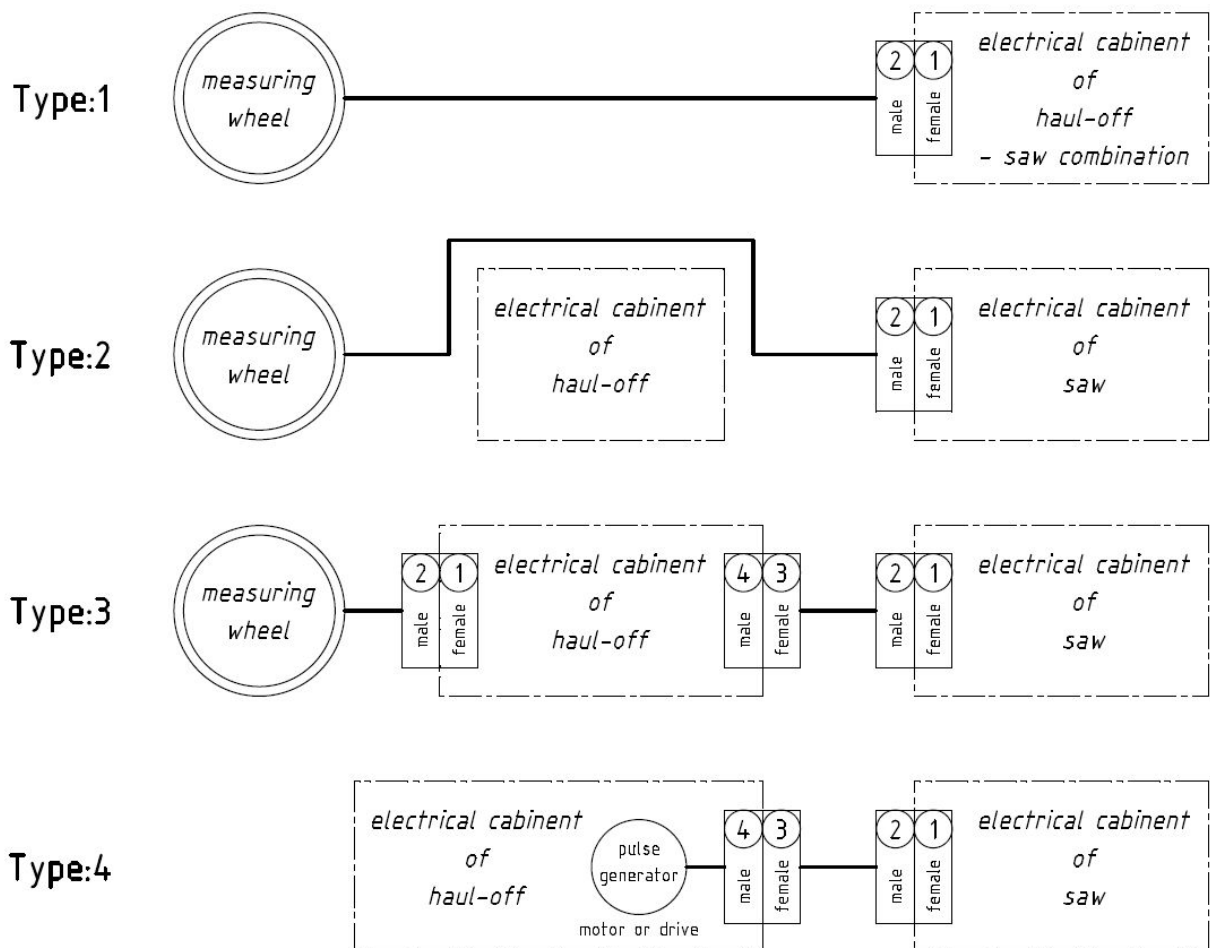 Type:1
measuring
wheel
2 1
male female
electrical cabinent
of
haul-off
- saw combination
Type:2
measuring
wheel
electrical cabinent
of
haul-off
2 1
male female
electrical cabinent
of
saw
Type:3
measuring
wheel
2 1
male female
electrical cabinent
of
haul-off
4 3
male female
2 1
male female
electrical cabinent
of
saw
Type:4
electrical cabinent
of
haul-off
pulse
generator
motor or drive
4 3
male female
2 1
male female
electrical cabinent
of
saw